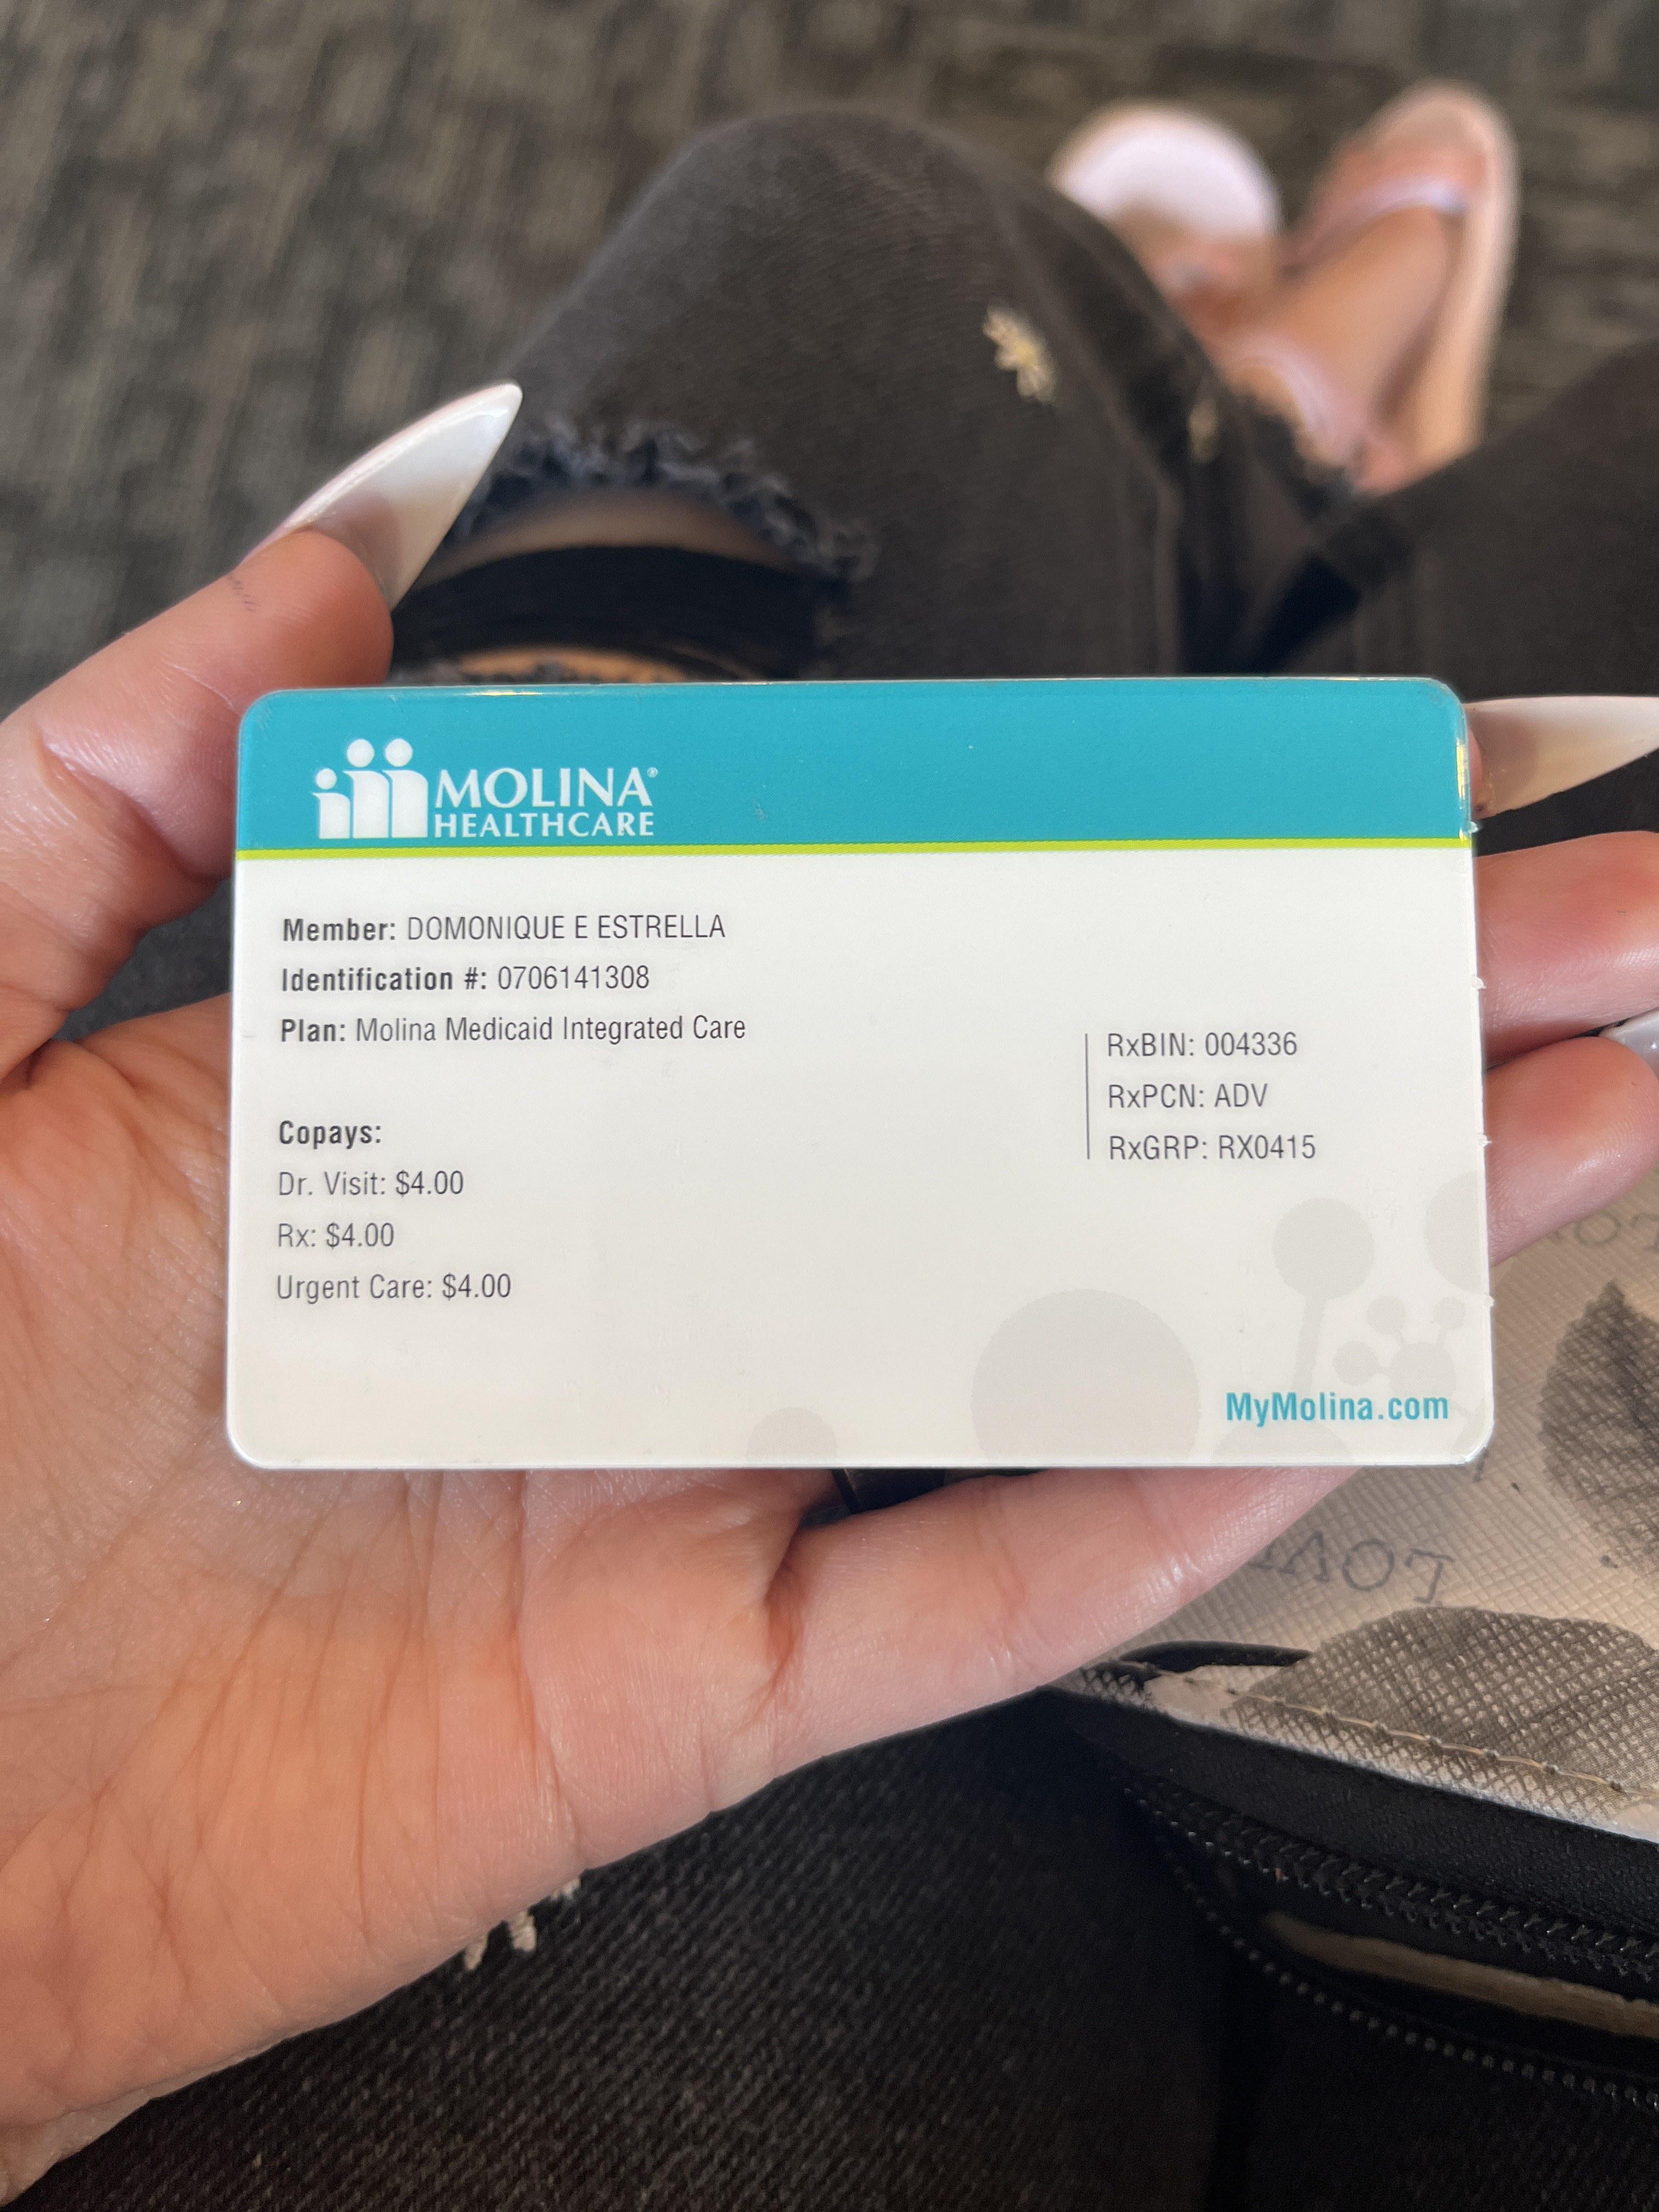 MOLINA®
HEALTHCARE
Member: DOMONIQUE E ESTRELLA
Identification #: 0706141308
Plan: Molina Medicaid Integrated Care
Copays:
Dr. Visit: $4.00
Rx: $4.00
Urgent Care: $4.00
RxBIN: 004336
RxPCN: ADV
RxGRP: RX0415
MyMolina.com